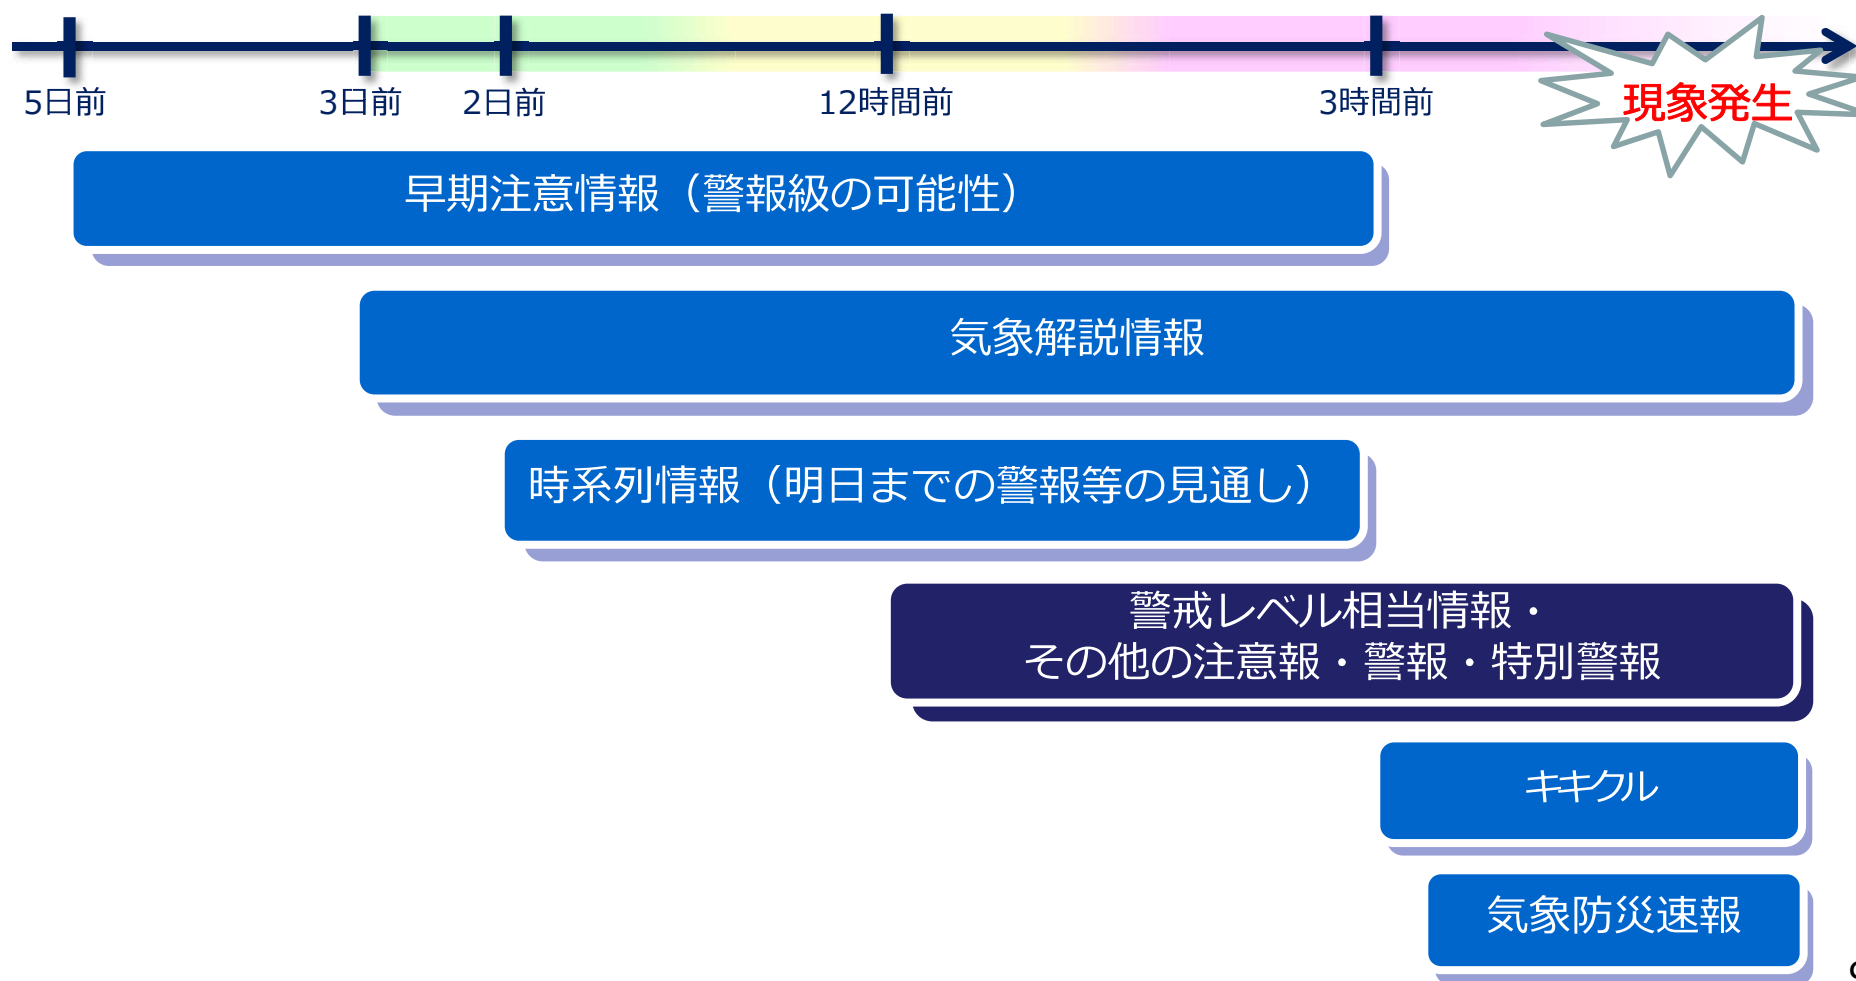 5日前
3日前
2日前
12時間前
3時間前
現象発生
早期注意情報（警報級の可能性）
気象解説情報
時系列情報（明日までの警報等の見通し）
警戒レベル相当情報・
その他の注意報・警報・特別警報
キキクル
気象防災速報